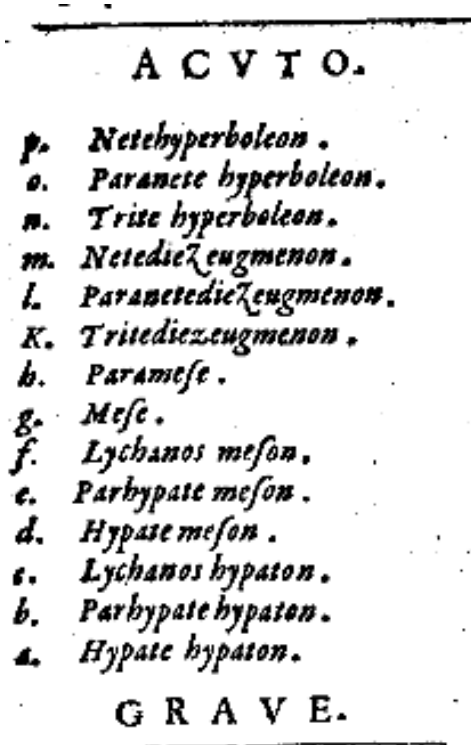 ACVTO.
p. Netehyperboleon.
o. Paranete hyperboleon.
n. Trite hyperboleon.
m. Netediezeugmenon.
l. Paranetediezeugmenon.
K. Tritediezeugmenon.
h. Parameſe.
g. Meſe.
f. Lychanos meſon.
e. Parhypate meſon.
d. Hypate meſon.
c. Lychanos hypaton.
b. Parhypate hypaton.
a. Hypate hypaton.
GRAVE.